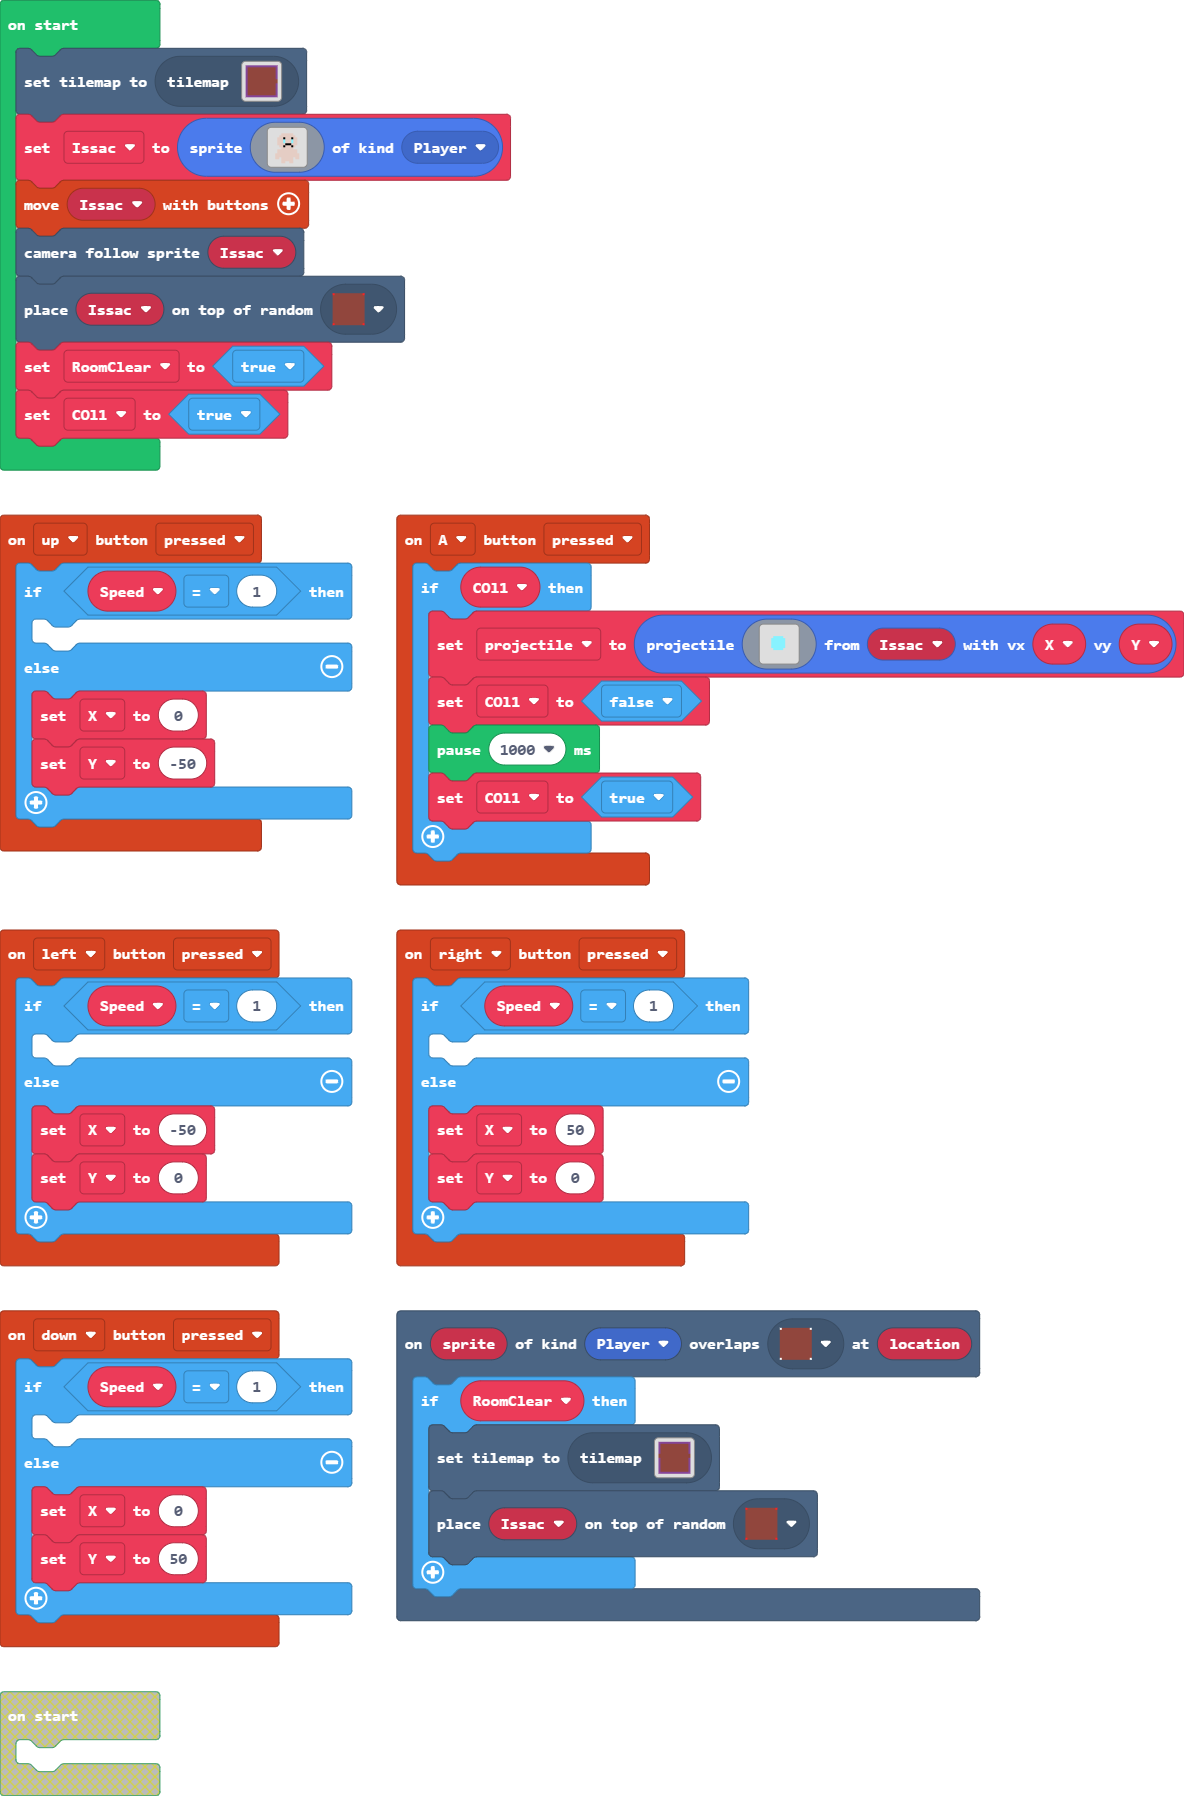 on start
set tilemap to tilemap
set Issac to sprite of kind Player
move Issac with buttons
camera follow sprite Issac
place Issac on top of random
set RoomClear to true
set COl1 to true
on up button pressed
if Speed = 1 then
else
set X to 0
set Y to -50
on A button pressed
if COl1 then
set projectile to projectile from Issac with vx X vy Y
set COl1 to false
pause 1000 ms
set COl1 to true
on left button pressed
if Speed = 1 then
else
set X to -50
set Y to 0
on right button pressed
if Speed = 1 then
else
set X to 50
set Y to 0
on down button pressed
if Speed = 1 then
else
set X to 0
set Y to 50
on sprite of kind Player overlaps at location
if RoomClear then
set tilemap to tilemap
place Issac on top of random
on start